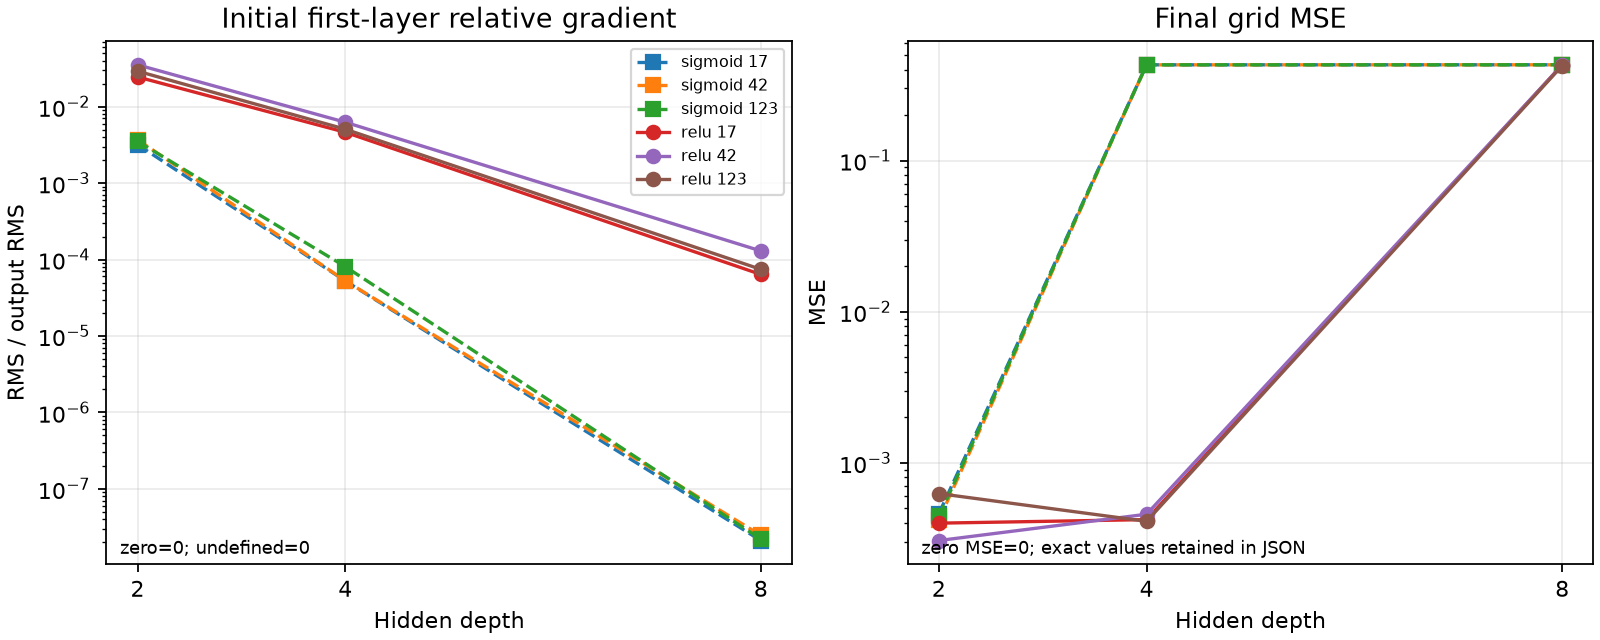 Initial first-layer relative gradient
RMS / output RMS
10⁻²
10⁻³
10⁻⁴
10⁻⁵
10⁻⁶
10⁻⁷
sigmoid 17
sigmoid 42
sigmoid 123
relu 17
relu 42
relu 123
zero=0; undefined=0
2 4 8
Hidden depth
Final grid MSE
MSE
10⁻¹
10⁻²
10⁻³
zero MSE=0; exact values retained in JSON
2 4 8
Hidden depth